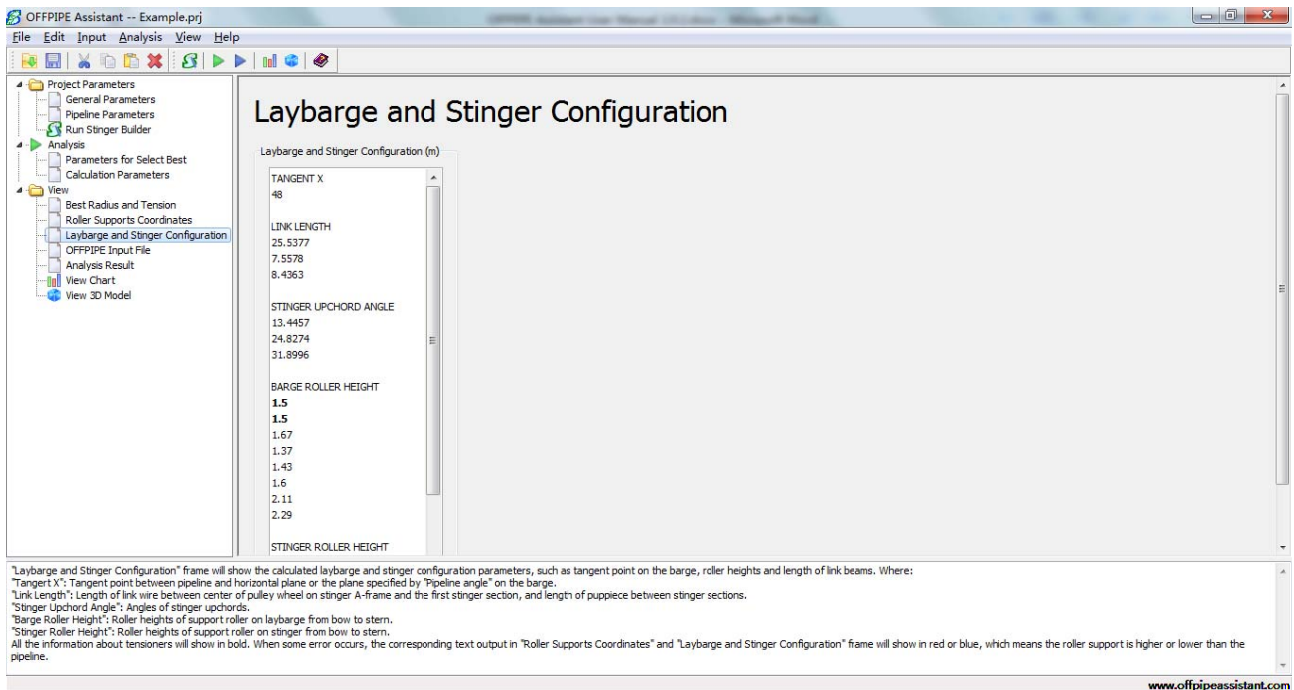 OFFPIPE Assistant -- Example.prj
File Edit Input Analysis View Help
Project Parameters
General Parameters
Pipeline Parameters
Run Stinger Builder
Analysis
Parameters for Select Best
Calculation Parameters
View
Best Radius and Tension
Roller Supports Coordinates
Laybarge and Stinger Configuration
OFFPIPE Input File
Analysis Result
View Chart
View 3D Model
Laybarge and Stinger Configuration
Laybarge and Stinger Configuration (m)
TANGENT X
48
LINK LENGTH
25.5377
7.5578
8.4363
STINGER UPCHORD ANGLE
13.4457
24.8274
31.8996
BARGE ROLLER HEIGHT
1.5
1.5
1.67
1.37
1.43
1.6
2.11
2.29
STINGER ROLLER HEIGHT
"Laybarge and Stinger Configuration" frame will show the calculated laybarge and stinger configuration parameters, such as tangent point on the barge, roller heights and length of link beams. Where:
"Tangert X": Tangent point between pipeline and horizontal plane or the plane specified by "Pipeline angle" on the barge.
"Link Length": Length of link wire between center of pulley wheel on stinger A-frame and the first stinger section, and length of puppiece between stinger sections.
"Stinger Upchord Angle": Angles of stinger upchords.
"Barge Roller Height": Roller heights of support roller on laybarge from bow to stern.
"Stinger Roller Height": Roller heights of support roller on stinger from bow to stern.
All the information about tensioners will show in bold. When some error occurs, the corresponding text output in "Roller Supports Coordinates" and "Laybarge and Stinger Configuration" frame will show in red or blue, which means the roller support is higher or lower than the
pipeline.
www.offpipeassistant.com